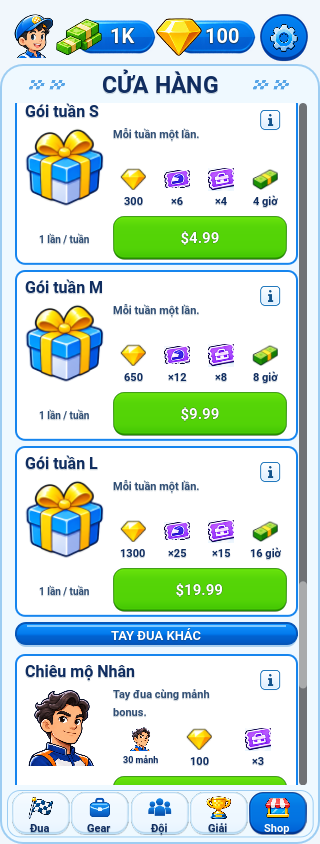 1K
100
CỬA HÀNG
Gói tuần S
Mỗi tuần một lần.
300
×6
×4
4 giờ
1 lần / tuần
$4.99
Gói tuần M
Mỗi tuần một lần.
650
×12
×8
8 giờ
1 lần / tuần
$9.99
Gói tuần L
Mỗi tuần một lần.
1300
×25
×15
16 giờ
1 lần / tuần
$19.99
TAY ĐUA KHÁC
Chiêu mộ Nhân
Tay đua cùng mảnh
bonus.
30 mảnh
100
×3
Đua
Gear
Đội
Giải
Shop